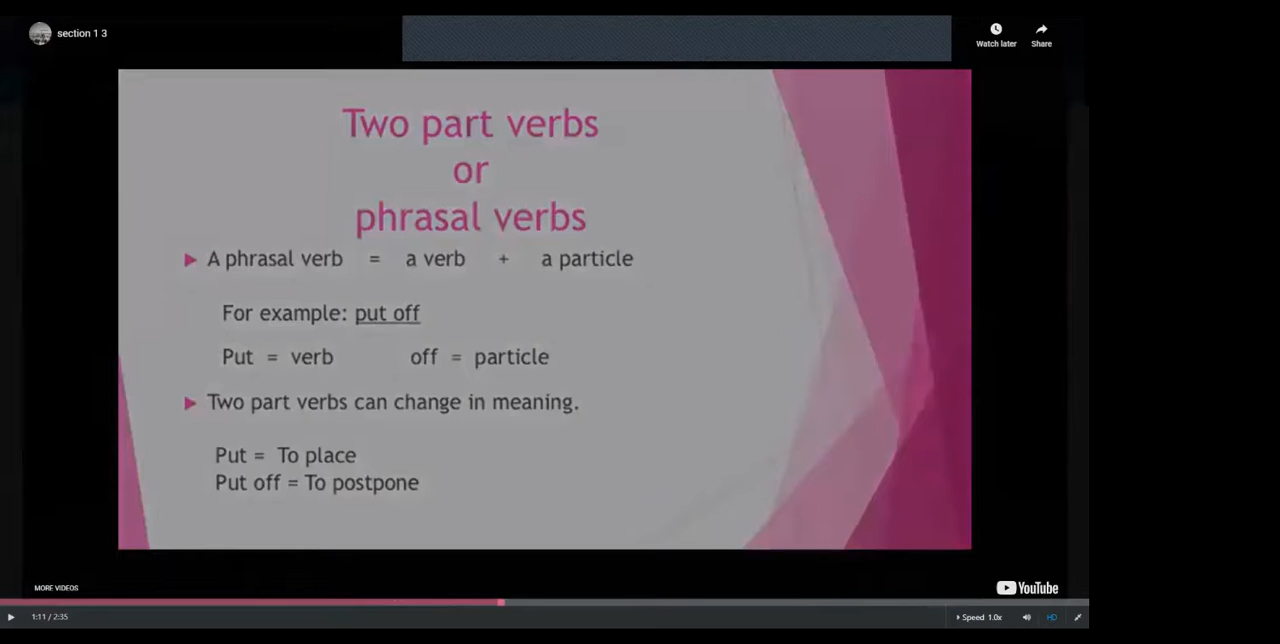 section 1 3
Watch later
Share
Two part verbs
or
phrasal verbs
A phrasal verb = a verb + a particle
For example: put off
Put = verb off = particle
Two part verbs can change in meaning.
Put = To place
Put off = To postpone
MORE VIDEOS
YouTube
1:11 / 2:35
Speed 1.0x
HD